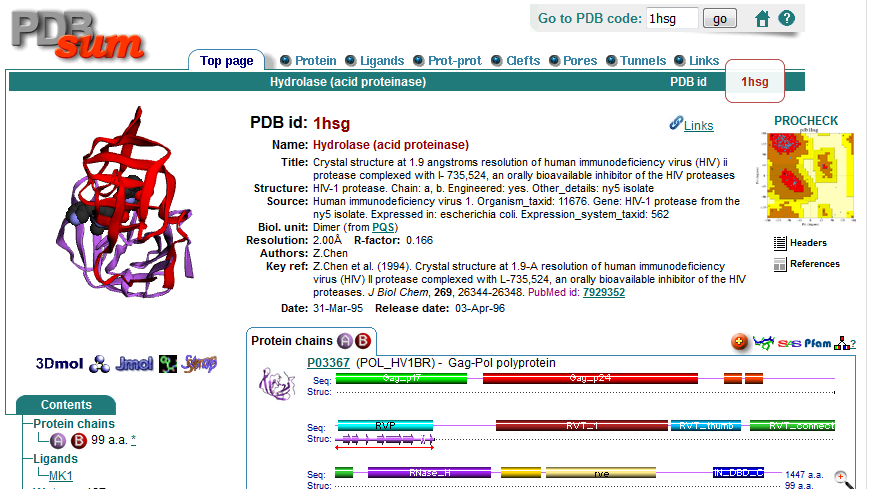 PDB
sum
Go to PDB code: 1hsg go
Top page Protein Ligands Prot-prot Clefts Pores Tunnels Links
Hydrolase (acid proteinase) PDB id 1hsg
PDB id: 1hsg
Links
PROCHECK
Name: Hydrolase (acid proteinase)
Title: Crystal structure at 1.9 angstroms resolution of human immunodeficiency virus (HIV) ii
protease complexed with l- 735,524, an orally bioavailable inhibitor of the HIV proteases
Structure: HIV-1 protease. Chain: a, b. Engineered: yes. Other_details: ny5 isolate
Source: Human immunodeficiency virus 1. Organism_taxid: 11676. Gene: HIV-1 protease from the
ny5 isolate. Expressed in: escherichia coli. Expression_system_taxid: 562
Biol. unit: Dimer (from PQS)
Resolution: 2.00Å R-factor: 0.166
Authors: Z.Chen
Key ref: Z.Chen et al. (1994). Crystal structure at 1.9-A resolution of human immunodeficiency
virus (HIV) II protease complexed with L-735,524, an orally bioavailable inhibitor of the HIV
proteases. J Biol Chem, 269, 26344-26348. PubMed id: 7929352
Date: 31-Mar-95 Release date: 03-Apr-96
Headers
References
3Dmol Jmol
Contents
Protein chains
A B 99 a.a. *
Ligands
MK1
Protein chains A B
SAS Pfam ?
P03367 (POL_HV1BR) - Gag-Pol polyprotein
Seq: Gag_p17 Gag_p24
Struc:
Seq: RVP RVT_1 RVT_thumb RVT_connect
Struc:
Seq: RNase_H rve IN_DBD_C 1447 a.a.
Struc: 99 a.a.